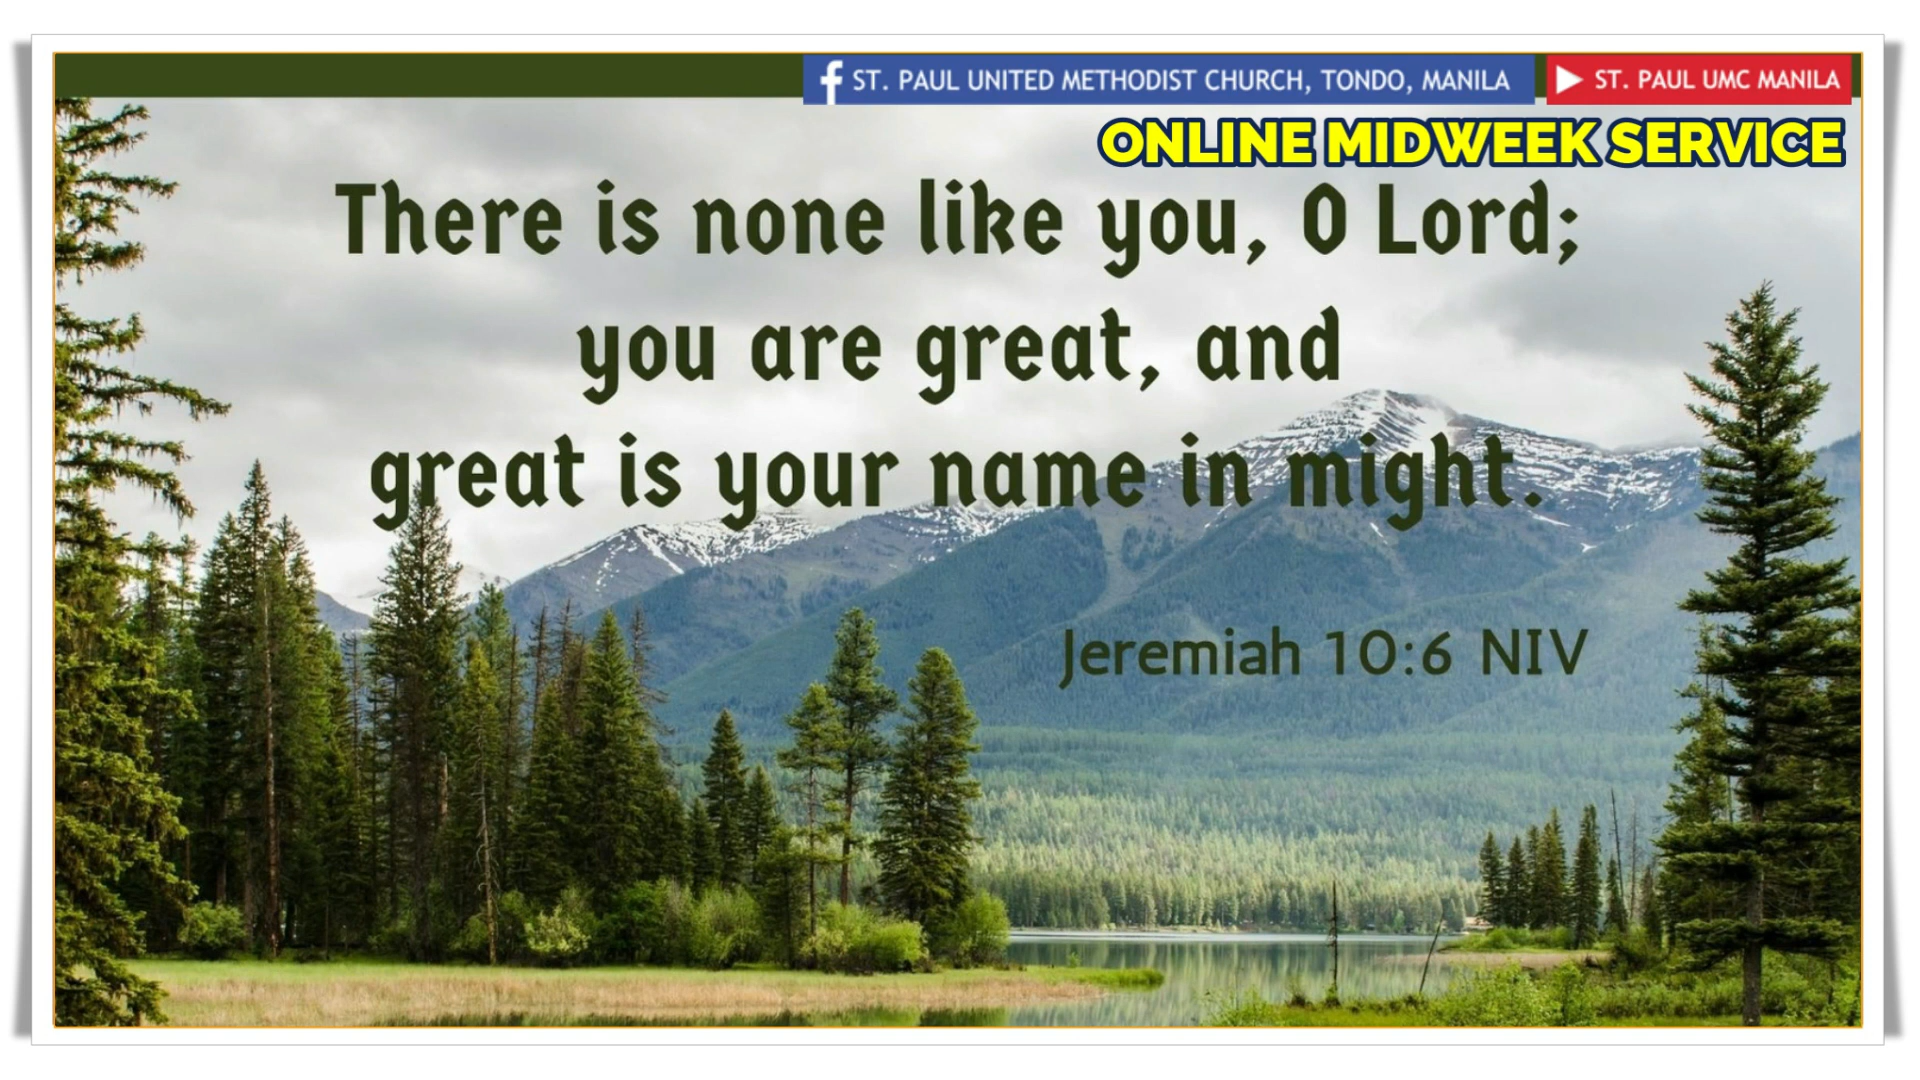 ST. PAUL UNITED METHODIST CHURCH, TONDO, MANILA
ST. PAUL UMC MANILA
ONLINE MIDWEEK SERVICE
There is none like you, O Lord;
you are great, and
great is your name in might.
Jeremiah 10:6 NIV